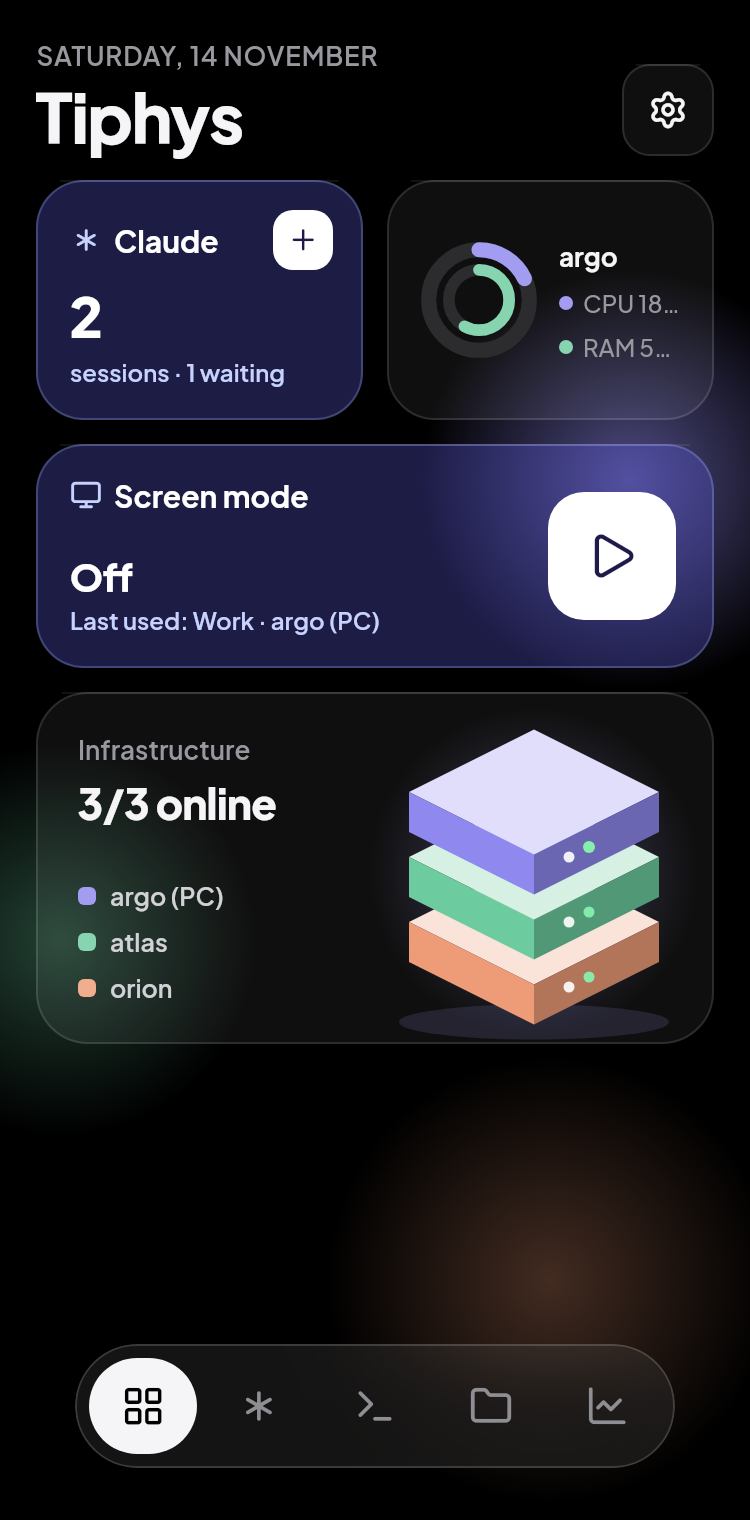 SATURDAY, 14 NOVEMBER
Tiphys
Claude
2
sessions · 1 waiting
argo
CPU 18...
RAM 5...
Screen mode
Off
Last used: Work · argo (PC)
Infrastructure
3/3 online
argo (PC)
atlas
orion